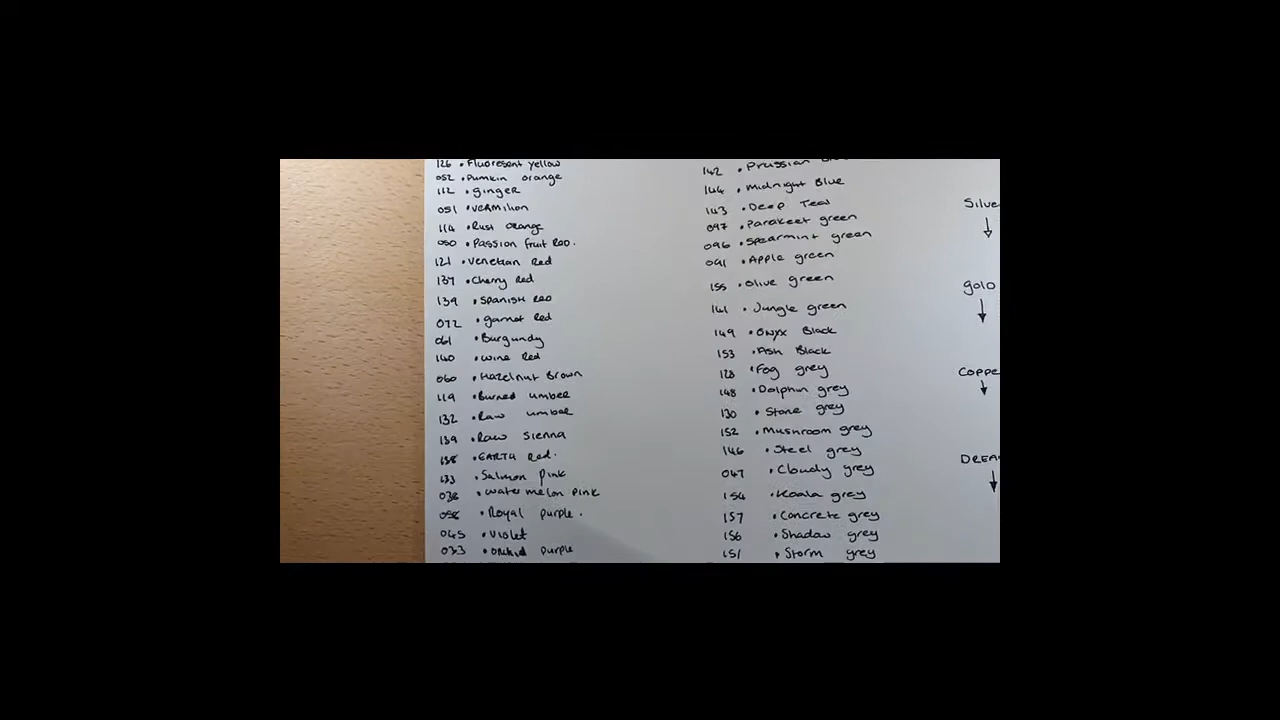 126 • Fluoresent yellow
052 • Pumkin orange
112 • ginger
051 • vermilion
114 • Rust orange
050 • Passion fruit Red.
121 • Venetian Red
137 • Cherry Red
139 • Spanish Red
072 • garnet Red
061 • Burgundy
140 • wine Red
060 • Hazelnut Brown
119 • Burned umber
132 • Raw umber
139 • Raw Sienna
138 • EARTH Red.
133 • Salmon pink
038 • water melon pink
058 • Royal purple.
045 • violet
033 • orkid purple
142 • Prussian
144 • Midnight Blue
143 • Deep Teal
097 • Parakeet green
096 • Spearmint green
091 • Apple green
155 • olive green
141 • Jungle green
149 • Onyx Black
153 • Ash Black
128 • Fog grey
148 • Dolphin grey
130 • Stone grey
152 • Mushroom grey
146 • Steel grey
047 • Cloudy grey
154 • Koala grey
157 • Concrete grey
156 • Shadow grey
151 • Storm grey
Silve
gold
Coppe
DREA